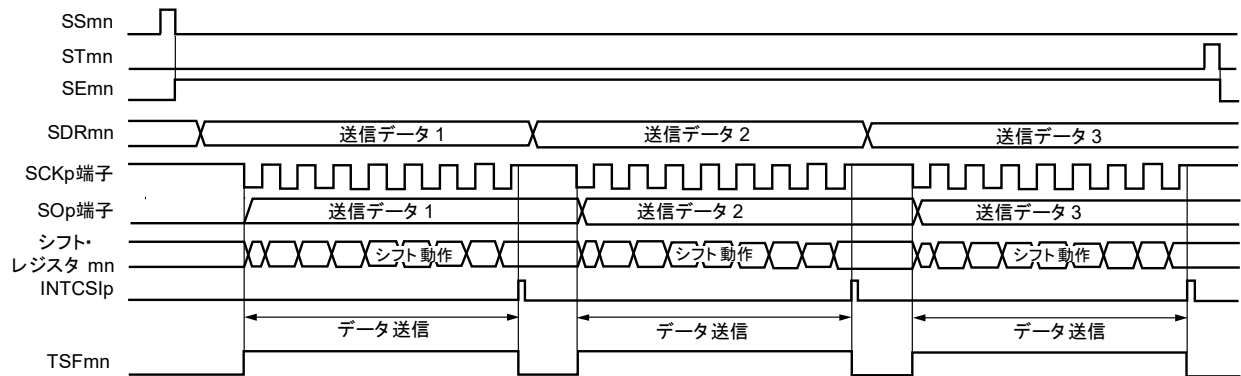 SSmn
STmn
SEmn
SDRmn 送信データ 1 送信データ 2 送信データ 3
SCKp端子
SOp端子 送信データ 1 送信データ 2 送信データ 3
シフト・
レジスタ mn シフト動作 シフト動作 シフト動作
INTCSIp
データ送信 データ送信 データ送信
TSFmn